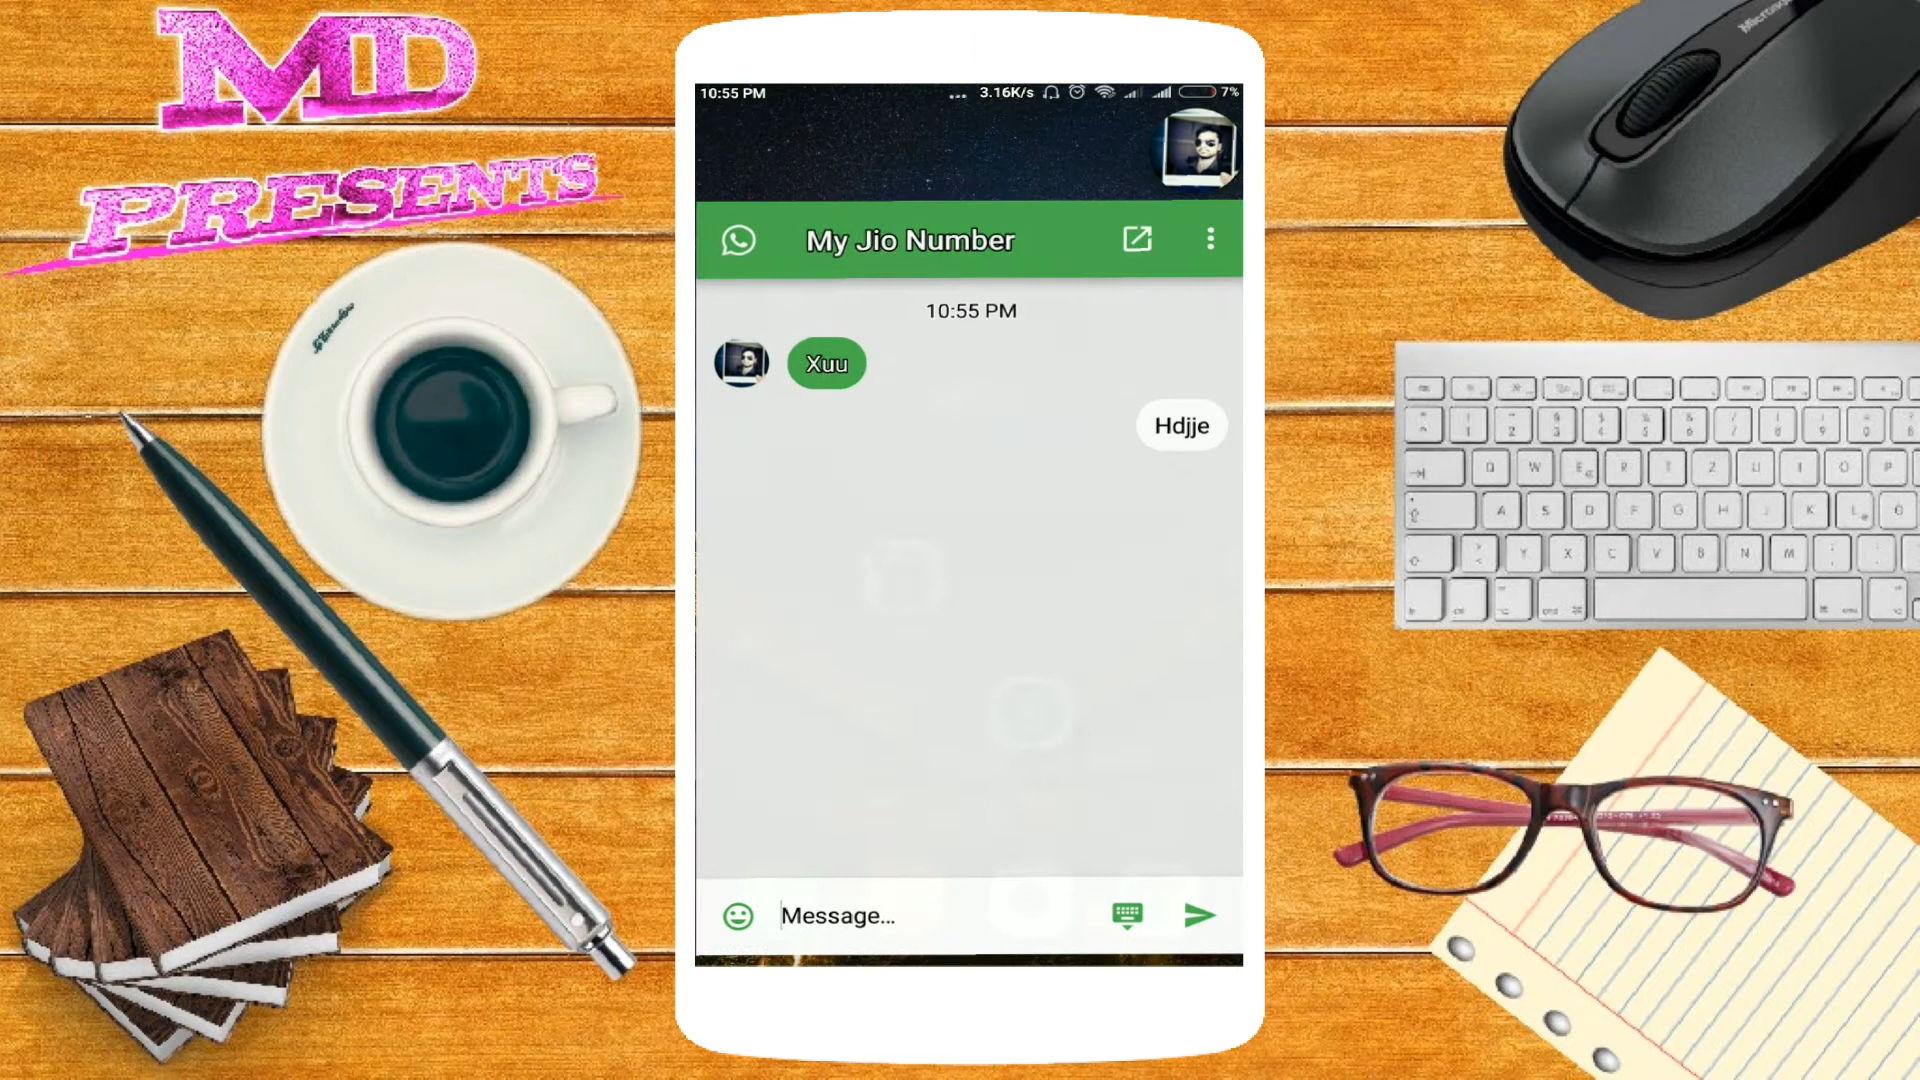 MD
PRESENTS
10:55 PM
... 3.16K/s 7%
My Jio Number
10:55 PM
Xuu
Hdjje
Message...
Q W E R T Z U I O P
A S D F G H J K L
Y X C V B N M